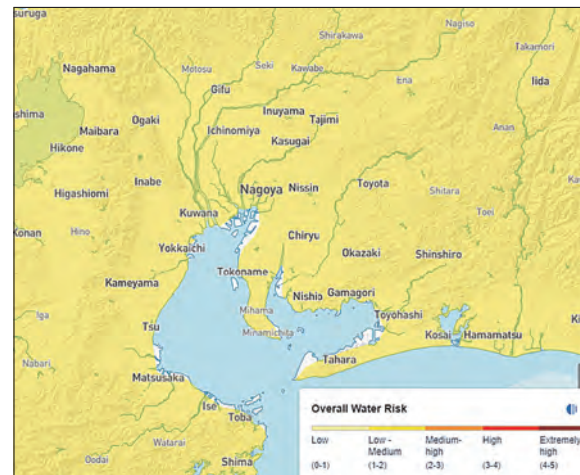 suruga
Nagiso
Shirakawa
Takamori
Nagahama
Motosu
Seki
Kawabe
Ena
Iida
Gifu
Inuyama
Tajimi
shima
Ogaki
Ichinomiya
Anan
Maibara
Kasugai
Hikone
Inabe
Nagoya
Nissin
Toyota
Shitara
Higashiomi
Kuwana
Toei
Konan
Hino
Chiryu
Yokkaichi
Okazaki
Shinshiro
Tokoname
Kameyama
Nishio
Gamagori
Iga
Mihama
Toyohashi
Tsu
Minamichita
Kosai
Hamamatsu
Ki
Nabari
Tahara
Matsusaka
Ise
Toba
Watarai
Odai
Shima
Overall Water Risk
Low
Low -
Medium
Medium-
high
High
Extremely
high
(0-1)
(1-2)
(2-3)
(3-4)
(4-5)